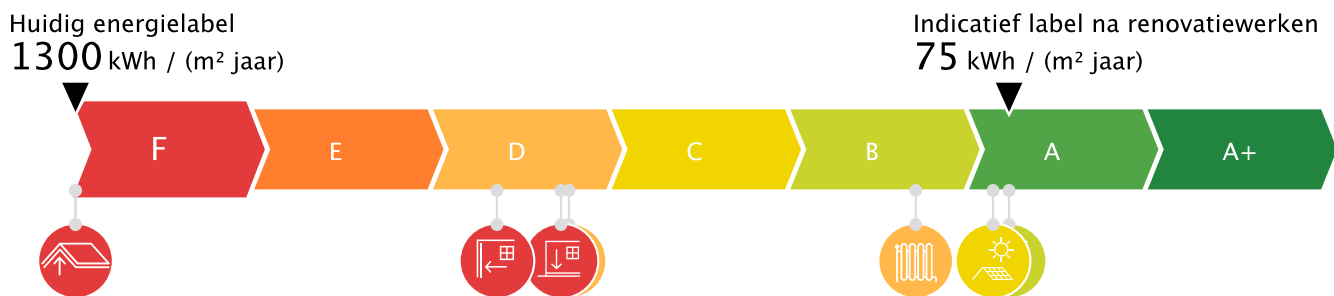 Huidig energielabel
1300 kWh / (m² jaar)
Indicatief label na renovatiewerken
75 kWh / (m² jaar)
F E D C B A A+